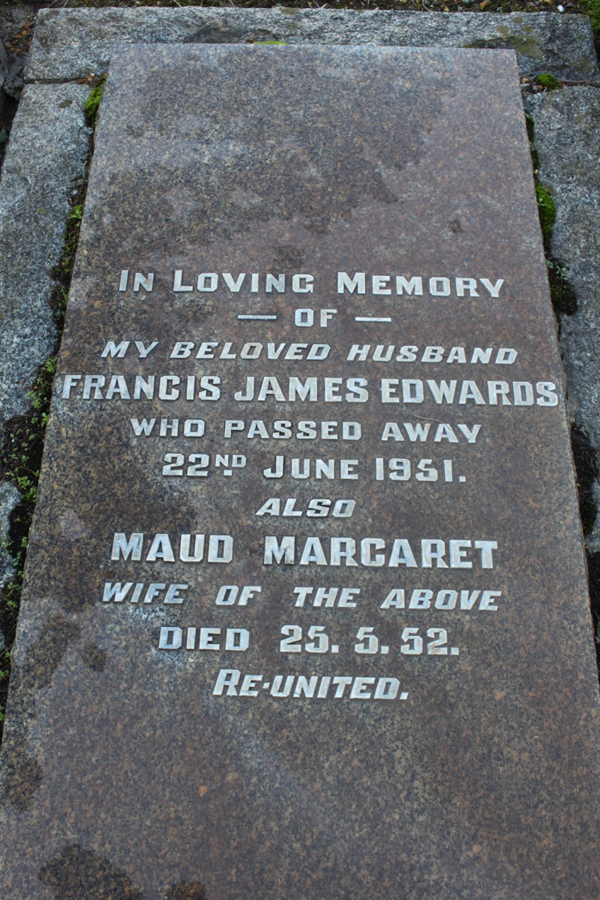 IN LOVING MEMORY
— OF —
MY BELOVED HUSBAND
FRANCIS JAMES EDWARDS
WHO PASSED AWAY
22ND JUNE 1951.
ALSO
MAUD MARGARET
WIFE OF THE ABOVE
DIED 25.5.52.
RE-UNITED.